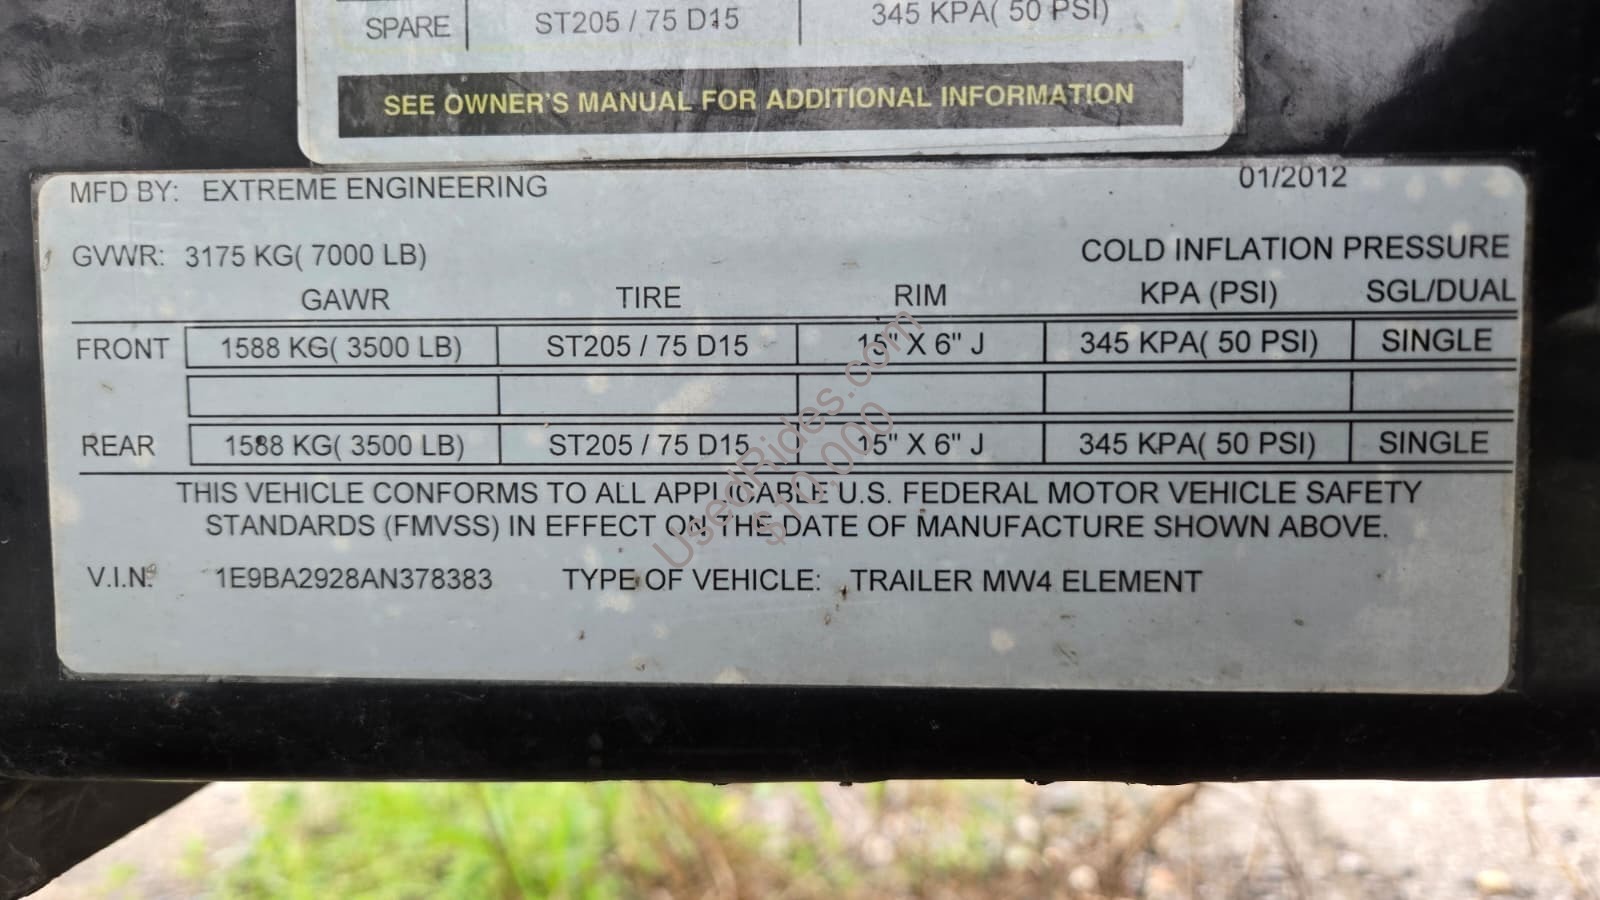 SPARE ST205 / 75 D15 345 KPA( 50 PSI)
SEE OWNER'S MANUAL FOR ADDITIONAL INFORMATION
MFD BY: EXTREME ENGINEERING 01/2012
GVWR: 3175 KG( 7000 LB) COLD INFLATION PRESSURE
GAWR TIRE RIM KPA (PSI) SGL/DUAL
FRONT 1588 KG( 3500 LB) ST205 / 75 D15 15" X 6" J 345 KPA( 50 PSI) SINGLE
REAR 1588 KG( 3500 LB) ST205 / 75 D15 15" X 6" J 345 KPA( 50 PSI) SINGLE
THIS VEHICLE CONFORMS TO ALL APPLICABLE U.S. FEDERAL MOTOR VEHICLE SAFETY
STANDARDS (FMVSS) IN EFFECT ON THE DATE OF MANUFACTURE SHOWN ABOVE.
V.I.N: 1E9BA2928AN378383 TYPE OF VEHICLE: TRAILER MW4 ELEMENT
UsedRides.com
$10,000